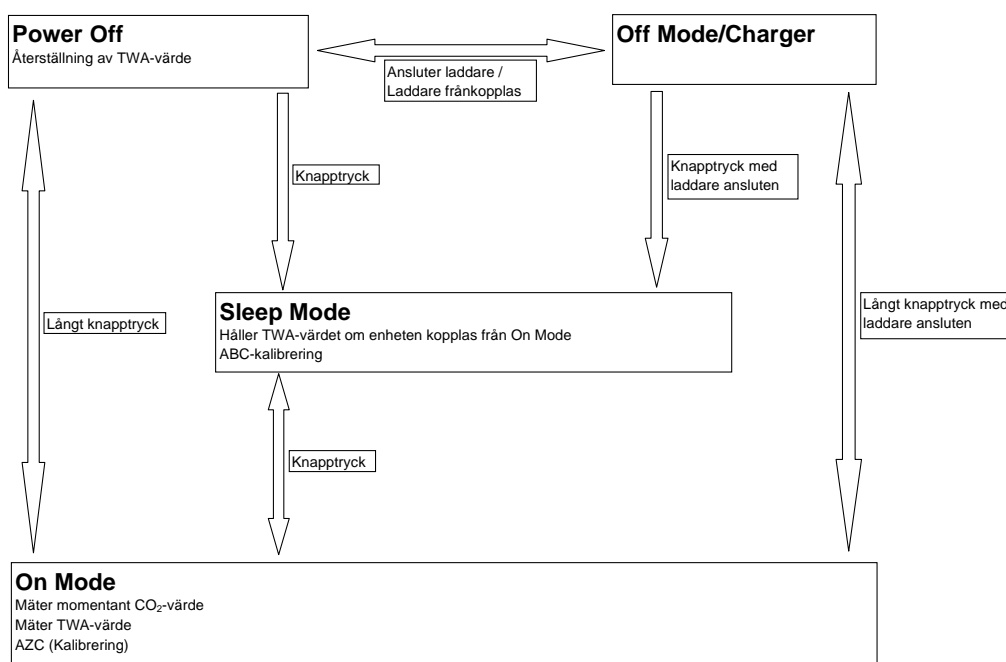 Power Off
Återställning av TWA-värde
Off Mode/Charger
Ansluter laddare /
Laddare frånkopplas
Knapptryck
Knapptryck med
laddare ansluten
Sleep Mode
Håller TWA-värdet om enheten kopplas från On Mode
ABC-kalibrering
Långt knapptryck
Långt knapptryck med
laddare ansluten
Knapptryck
On Mode
Mäter momentant CO₂-värde
Mäter TWA-värde
AZC (Kalibrering)